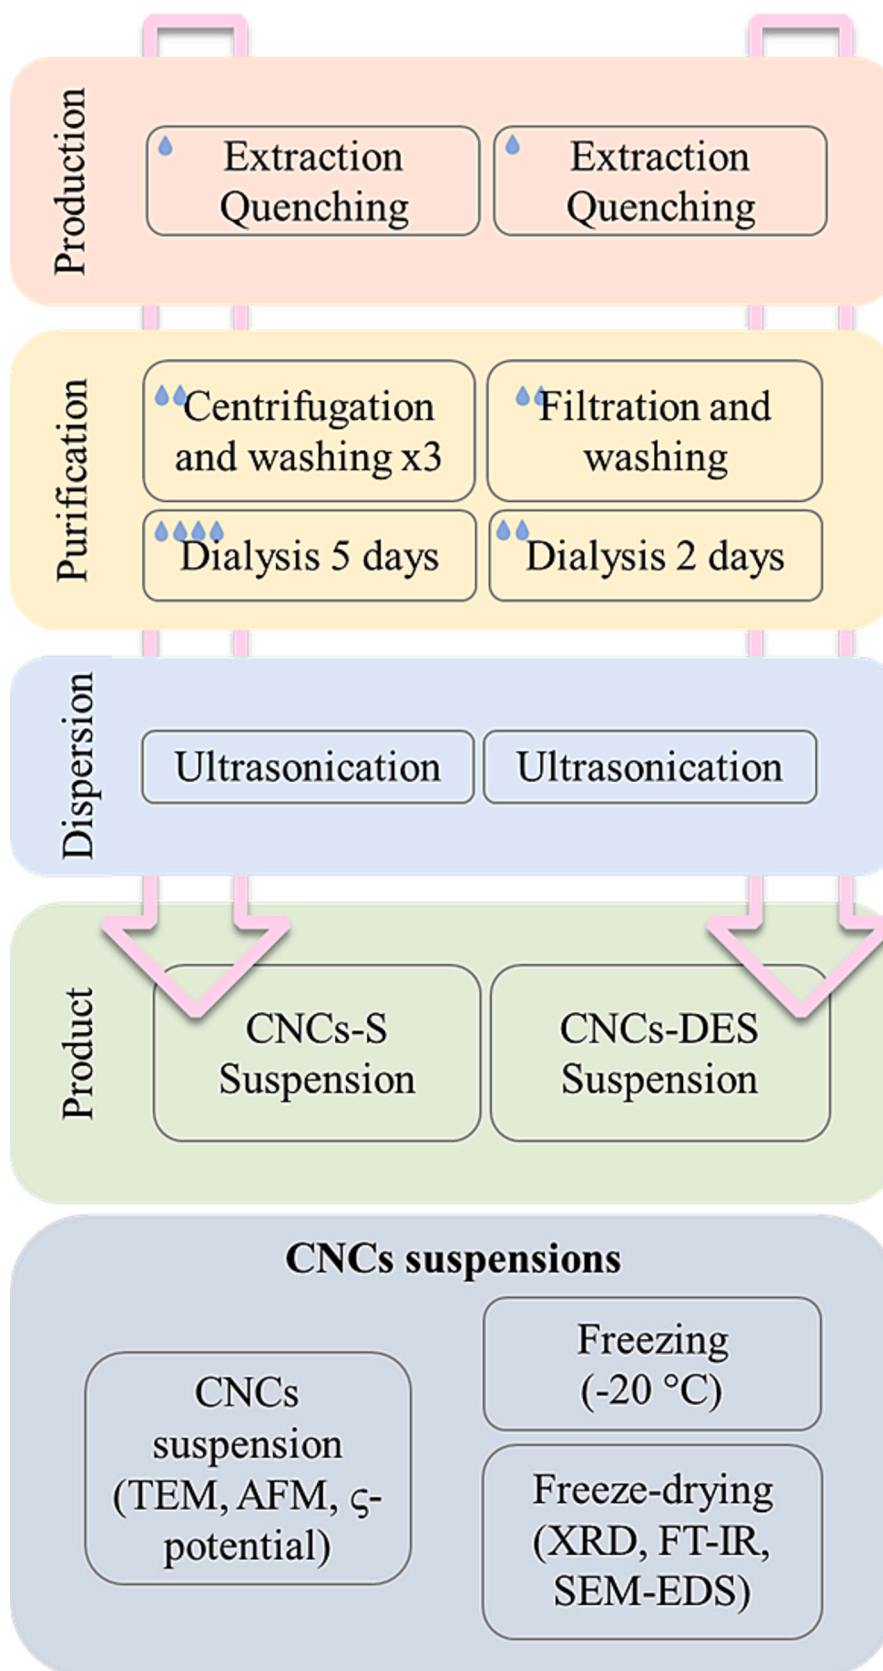 Production
Extraction
Quenching
Extraction
Quenching
Purification
Centrifugation
and washing x3
Filtration and
washing
Dialysis 5 days
Dialysis 2 days
Dispersion
Ultrasonication
Ultrasonication
Product
CNCs-S
Suspension
CNCs-DES
Suspension
CNCs suspensions
CNCs
suspension
(TEM, AFM, ς-
potential)
Freezing
(-20 °C)
Freeze-drying
(XRD, FT-IR,
SEM-EDS)